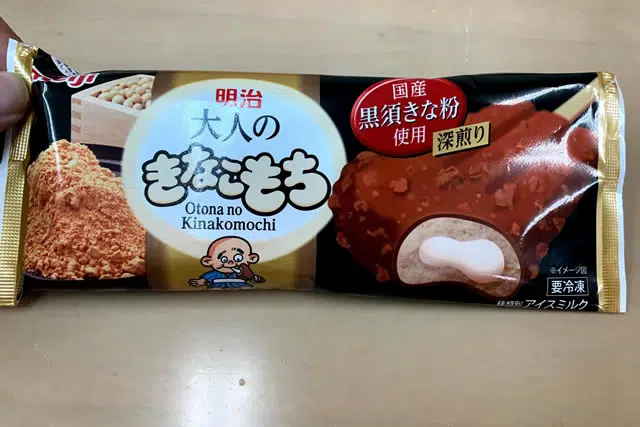 明治
大人の
きなこもち
Otona no
Kinakomochi
国産
黒須きな粉
使用
深煎り
※イメージ図
要冷凍
種類別 アイスミルク